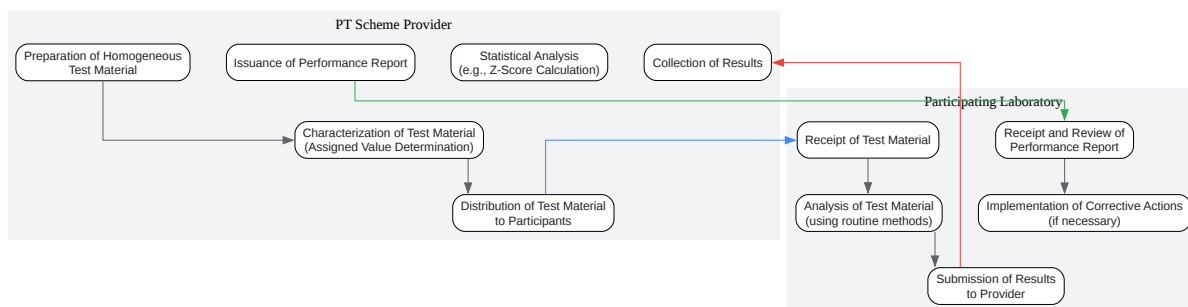 PT Scheme Provider
Preparation of Homogeneous
Test Material
Issuance of Performance Report
Statistical Analysis
(e.g., Z-Score Calculation)
Collection of Results
Participating Laboratory
Characterization of Test Material
(Assigned Value Determination)
Receipt of Test Material
Receipt and Review of
Performance Report
Distribution of Test Material
to Participants
Analysis of Test Material
(using routine methods)
Implementation of Corrective Actions
(if necessary)
Submission of Results
to Provider